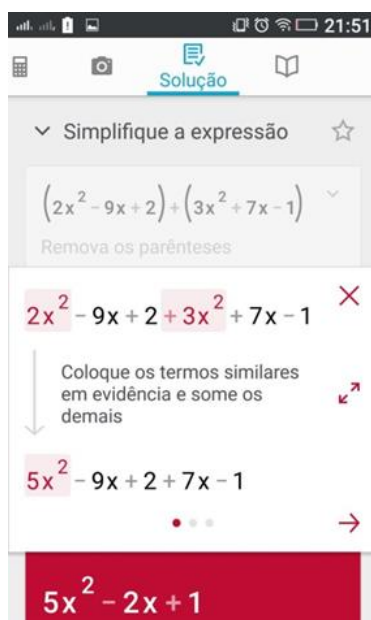 21:51
Solução
Simplifique a expressão
(2x² - 9x + 2) + (3x² + 7x - 1)
Remova os parênteses
2x² - 9x + 2 + 3x² + 7x - 1
Coloque os termos similares
em evidência e some os
demais
5x² - 9x + 2 + 7x - 1
5x² - 2x + 1